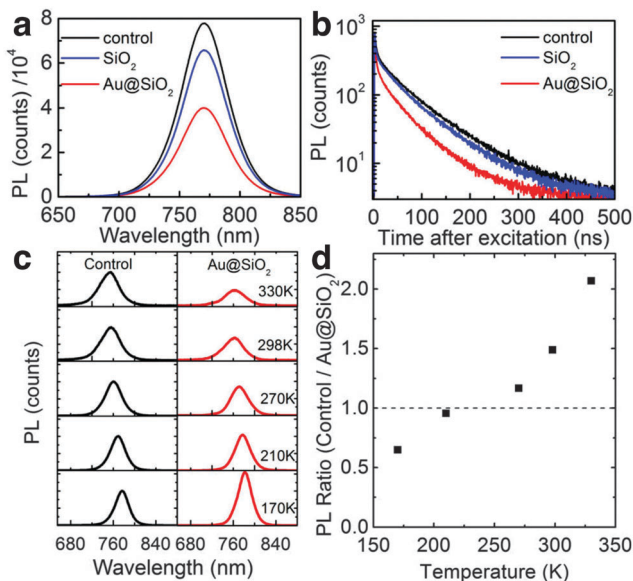 a
control
SiO₂
Au@SiO₂
PL (counts) /10⁴
8
6
4
2
0
650 700 750 800 850
Wavelength (nm)
b
control
SiO₂
Au@SiO₂
PL (counts)
10³
10²
10¹
0 100 200 300 400 500
Time after excitation (ns)
c
Control Au@SiO₂
330K
298K
270K
210K
170K
PL (counts)
680 760 840 680 760 840
Wavelength (nm)
d
PL Ratio (Control / Au@SiO₂)
2.0
1.5
1.0
0.5
0.0
150 200 250 300 350
Temperature (K)